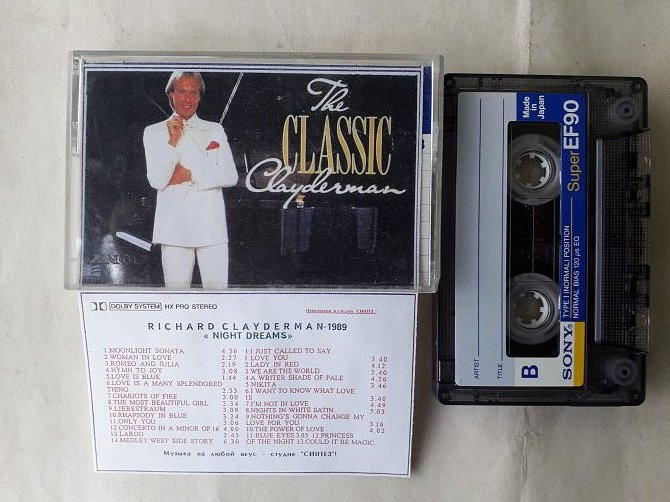 The
CLASSIC
Clayderman
DOLBY SYSTEM HX PRO STEREO
RICHARD CLAYDERMAN-1989
« NIGHT DREAMS»
1.MOONLIGHT SONATA 4.36
2.WOMAN IN LOVE 2.27
3.ROMEO AND IULIA 2.19
4.HYMN TO JOY 3.08
5.LOVE IS BLUE 1.44
6.LOVE IS A MANY SPLENDORED
THING 2.53
7.CHARIOTS OF FIRE 3.00
8.THE MOST BEAUTIFUL GIRL 2.34
9.LIEBESTRAUM 3.09
10.RHAPSODY IN BLUE 3.24
11.ONLY YOU 3.06
12.CONCERTO IN A MINOR OP.16 4.00
13.LARGO 2.43
14.MEDLEY WEST SIDE STORY 6.30
1.I JUST CALLED TO SAY
I LOVE YOU 3 40
2.LADY IN RED 4.12
3.WE ARE THE WORLD 2.40
4.A WBITER SHADE OF PALE 4.26
5.NIKITA 3.46
6.I WANT TO KNOW WHAT LOVE
IS 3.40
7.I'M NOT IN LOVE 4.49
8.NIGHTS IN WHITE SATIN 5.03
9.NOTHING'S GONNA CHANGE MY
LOVE FOR YOU 3.16
10.THE POWER OF LOVE 4.02
11.BLUE EYES 3.05 12.PRINCESS
OF THE NIGHT 13.COULD IT BE MAGIC
Музыка на любой вкус - студия "СИНТЕЗ"!
Made in
Japan
Super EF90
TYPE I (NORMAL) POSITION
NORMAL BIAS 120 µs EQ
SONY
B
ARTIST
TITLE